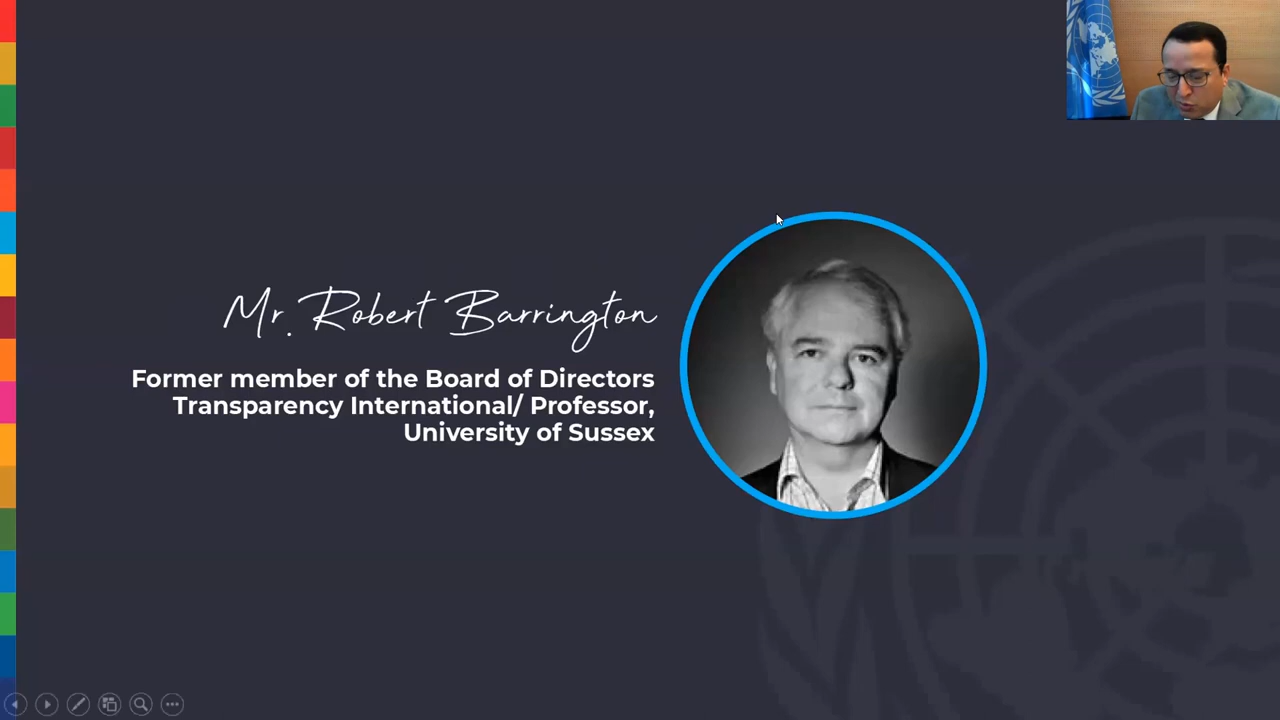 Mr. Robert Barrington
Former member of the Board of Directors
Transparency International/ Professor,
University of Sussex